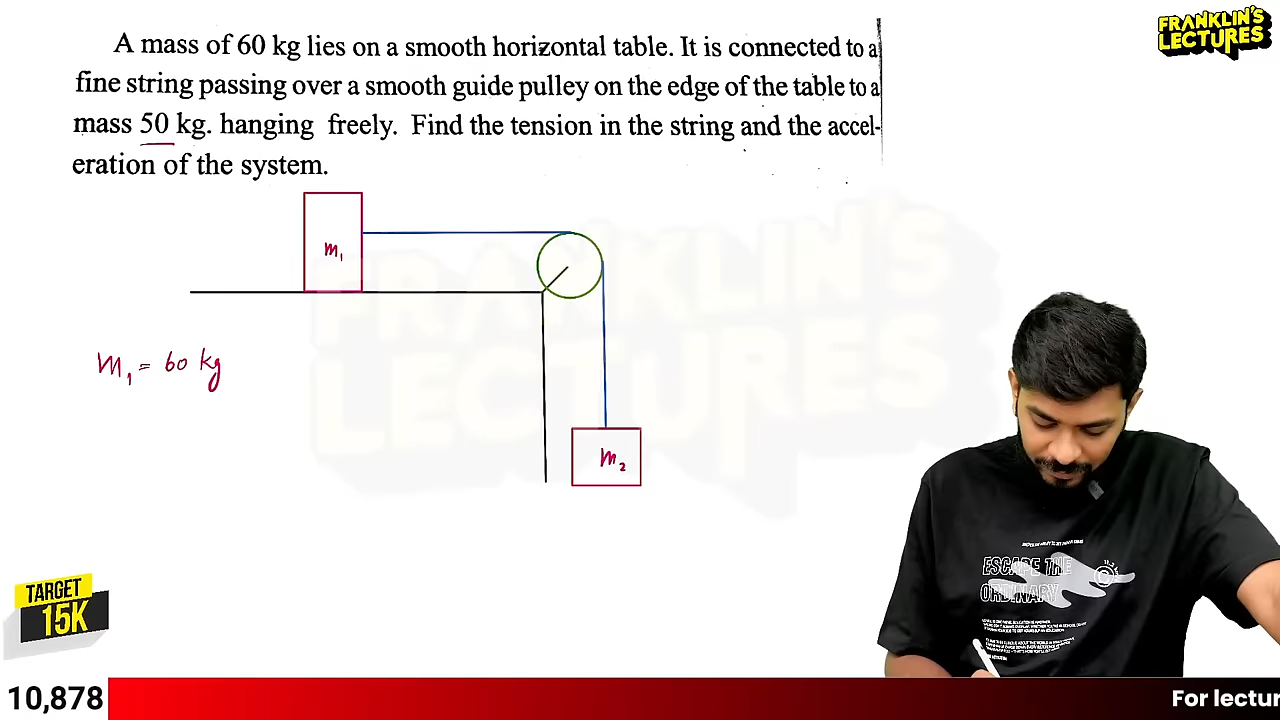 A mass of 60 kg lies on a smooth horizontal table. It is connected to a
fine string passing over a smooth guide pulley on the edge of the table to a
mass 50 kg. hanging freely. Find the tension in the string and the accel-
eration of the system.
FRANKLIN'S
LECTURES
m₁
FRANKLIN'S
LECTURES
m₁ = 60 kg
m₂
ESCAPE THE
ORDINARY
TARGET
15K
10,878
For lectur